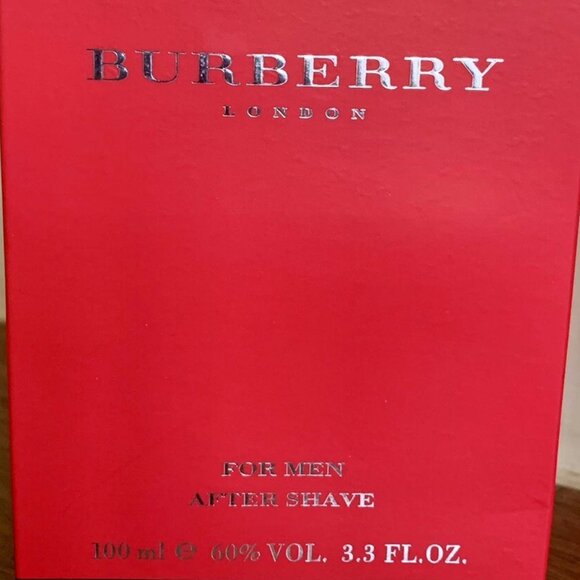 BURBERRY
LONDON
FOR MEN
AFTER SHAVE
100 ml ℮ 60% VOL. 3.3 FL.OZ.